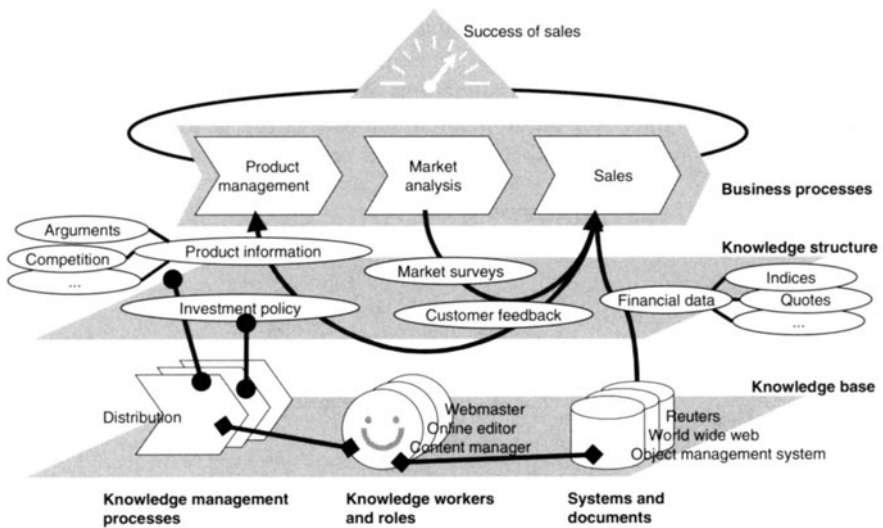 Success of sales
Product
management
Market
analysis
Sales
Business processes
Arguments
Competition
...
Product information
Knowledge structure
Market surveys
Indices
Quotes
...
Financial data
Investment policy
Customer feedback
Knowledge base
Distribution
Webmaster
Online editor
Content manager
Reuters
World wide web
Object management system
Knowledge management
processes
Knowledge workers
and roles
Systems and
documents